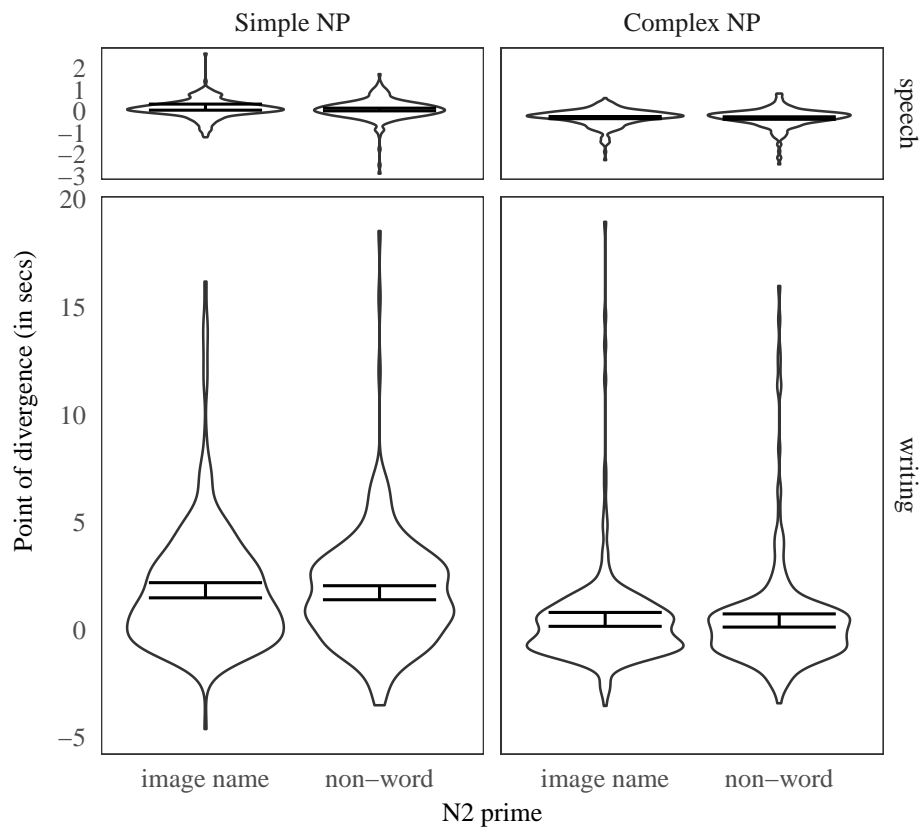 Simple NP
Complex NP
2
1
0
−1
−2
−3
speech
20
15
10
5
0
−5
writing
Point of divergence (in secs)
image name
non−word
image name
non−word
N2 prime